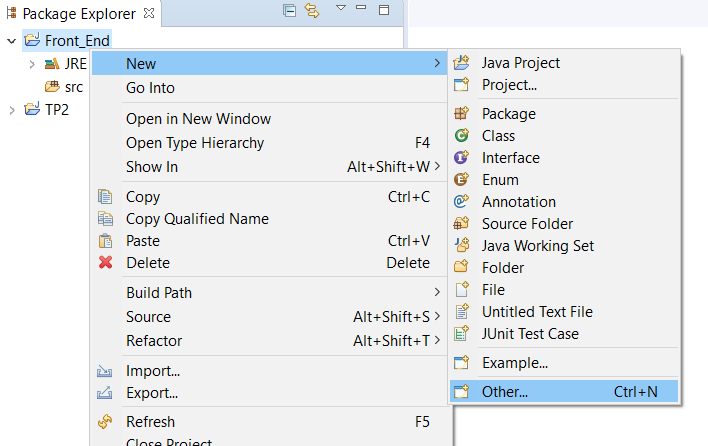 Package Explorer
Front_End
JRE
src
TP2
New
Go Into
Open in New Window
Open Type Hierarchy F4
Show In Alt+Shift+W
Copy Ctrl+C
Copy Qualified Name
Paste Ctrl+V
Delete Delete
Build Path
Source Alt+Shift+S
Refactor Alt+Shift+T
Import...
Export...
Refresh F5
Close Project
Java Project
Project...
Package
Class
Interface
Enum
Annotation
Source Folder
Java Working Set
Folder
File
Untitled Text File
JUnit Test Case
Example...
Other... Ctrl+N